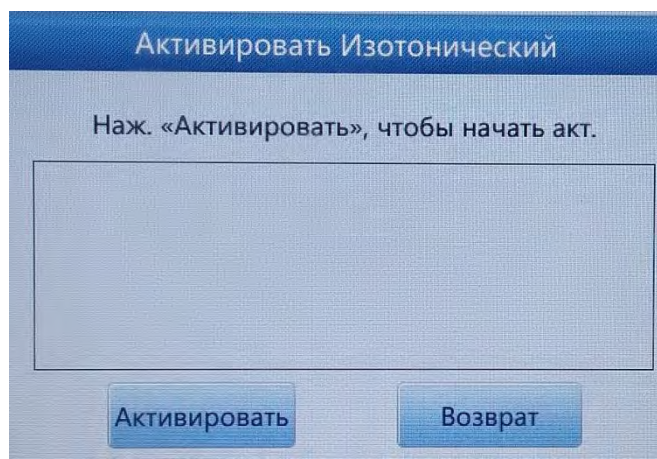 Активировать Изотонический
Наж. «Активировать», чтобы начать акт.
Активировать
Возврат